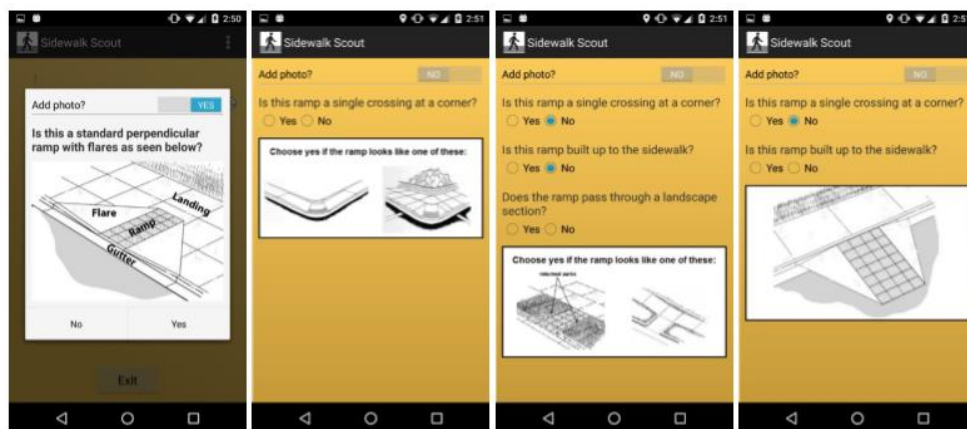 2:50
Sidewalk Scout
Add photo?
YES
Is this a standard perpendicular
ramp with flares as seen below?
Flare
Landing
Ramp
Gutter
No
Yes
Exit
2:51
Sidewalk Scout
Add photo?
NO
Is this ramp a single crossing at a corner?
Yes
No
Choose yes if the ramp looks like one of these:
2:51
Sidewalk Scout
Add photo?
NO
Is this ramp a single crossing at a corner?
Yes
No
Is this ramp built up to the sidewalk?
Yes
No
Does the ramp pass through a landscape
section?
Yes
No
Choose yes if the ramp looks like one of these:
returned curbs
Sidewalk Scout
Add photo?
NO
Is this ramp a single crossing at a corner?
Yes
No
Is this ramp built up to the sidewalk?
Yes
No